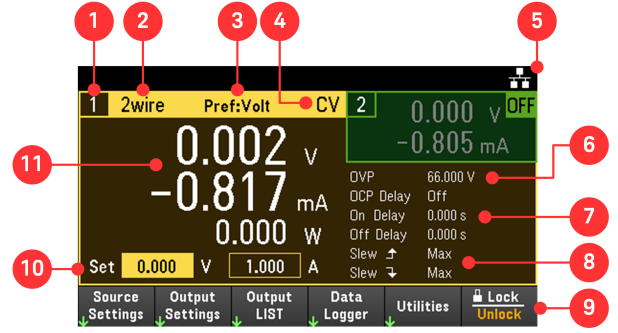 1 2 3 4 5
1 2wire Pref:Volt CV 2 0.000 V OFF
-0.805 mA
0.002 V
-0.817 mA
0.000 W
OVP 66.000 V
OCP Delay Off
On Delay 0.000 s
Off Delay 0.000 s
Slew Max
Slew Max
Set 0.000 V 1.000 A
6
7
8
9
10
11
Source Settings
Output Settings
Output LIST
Data Logger
Utilities
Lock
Unlock